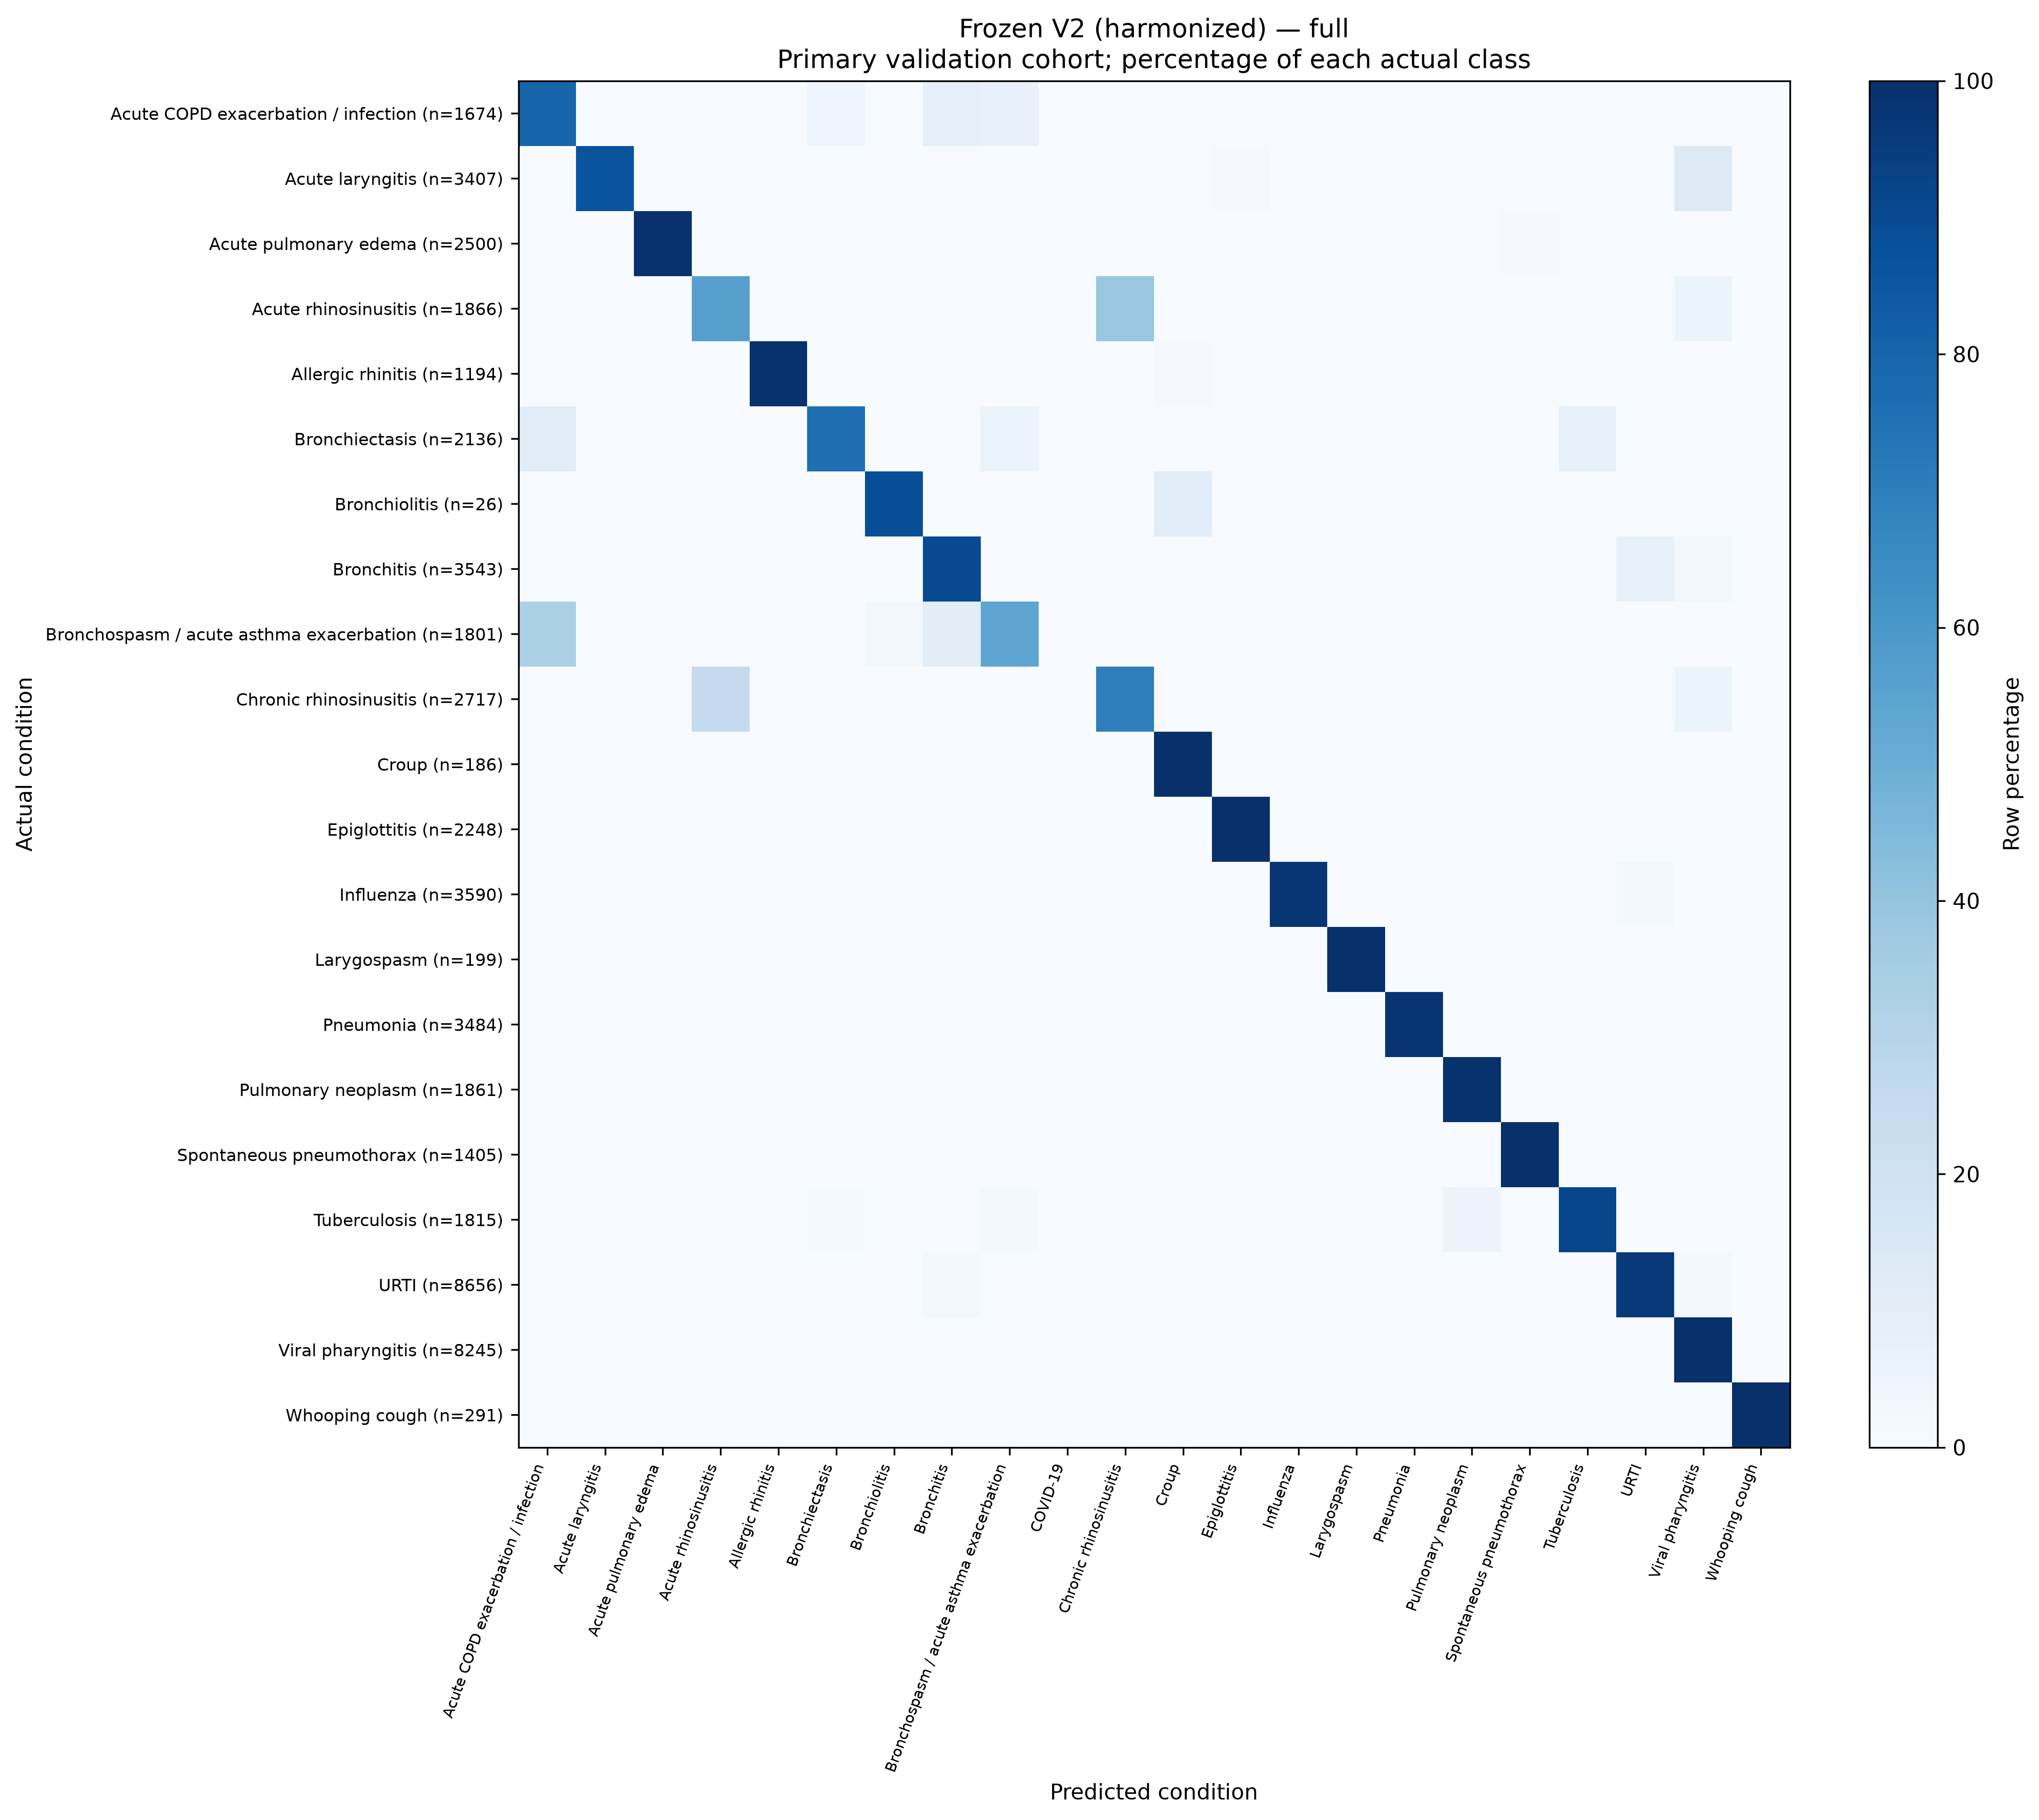 Frozen V2 (harmonized) — full
Primary validation cohort; percentage of each actual class
Actual condition
Acute COPD exacerbation / infection (n=1674)
Acute laryngitis (n=3407)
Acute pulmonary edema (n=2500)
Acute rhinosinusitis (n=1866)
Allergic rhinitis (n=1194)
Bronchiectasis (n=2136)
Bronchiolitis (n=26)
Bronchitis (n=3543)
Bronchospasm / acute asthma exacerbation (n=1801)
Chronic rhinosinusitis (n=2717)
Croup (n=186)
Epiglottitis (n=2248)
Influenza (n=3590)
Larygospasm (n=199)
Pneumonia (n=3484)
Pulmonary neoplasm (n=1861)
Spontaneous pneumothorax (n=1405)
Tuberculosis (n=1815)
URTI (n=8656)
Viral pharyngitis (n=8245)
Whooping cough (n=291)
Acute COPD exacerbation / infection
Acute laryngitis
Acute pulmonary edema
Acute rhinosinusitis
Allergic rhinitis
Bronchiectasis
Bronchiolitis
Bronchitis
Bronchospasm / acute asthma exacerbation
COVID-19
Chronic rhinosinusitis
Croup
Epiglottitis
Influenza
Larygospasm
Pneumonia
Pulmonary neoplasm
Spontaneous pneumothorax
Tuberculosis
URTI
Viral pharyngitis
Whooping cough
Predicted condition
100
80
60
40
20
0
Row percentage